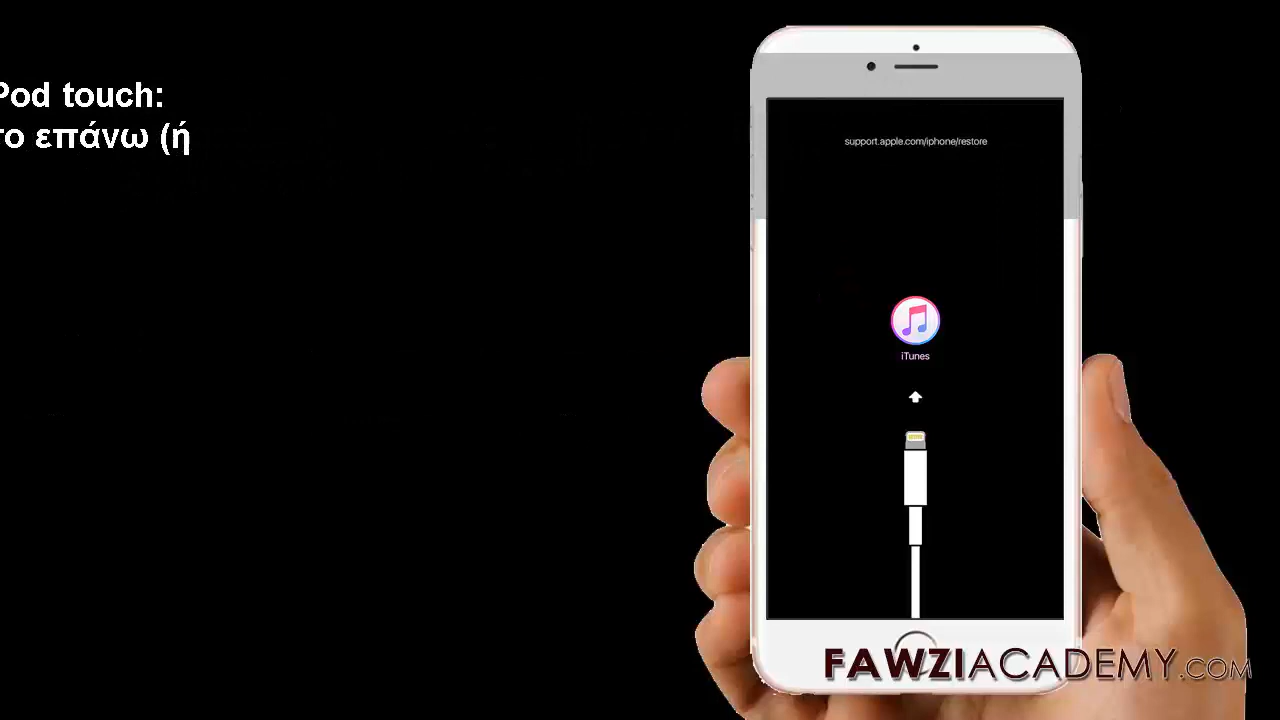 Pod touch:
το επάνω (ή
support.apple.com/iphone/restore
iTunes
FAWZIACADEMY.COM